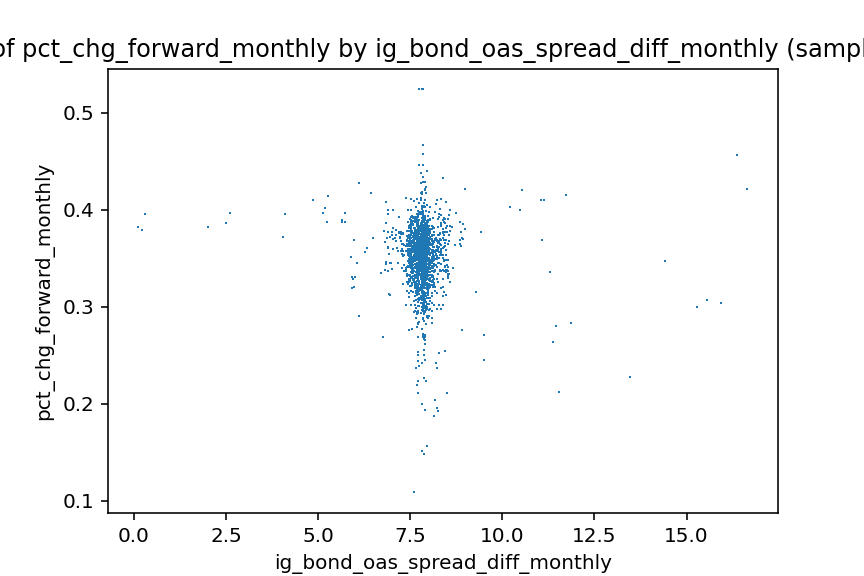 of pct_chg_forward_monthly by ig_bond_oas_spread_diff_monthly
0.5
0.4
0.3
0.2
0.1
pct_chg_forward_monthly
0.0 2.5 5.0 7.5 10.0 12.5 15.0
ig_bond_oas_spread_diff_monthly